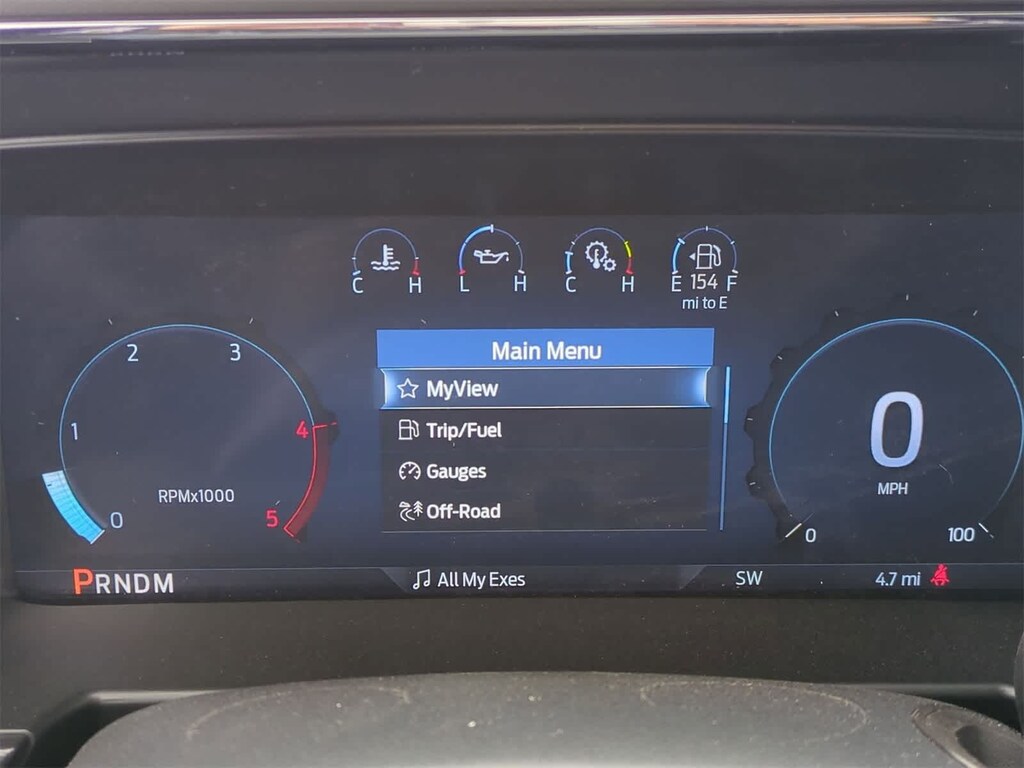 C H
L H
C H
E 154 F
mi to E
Main Menu
MyView
Trip/Fuel
Gauges
Off-Road
0 1 2 3 4 5
RPMx1000
0
MPH
0 100
PRNDM
All My Exes
SW
4.7 mi